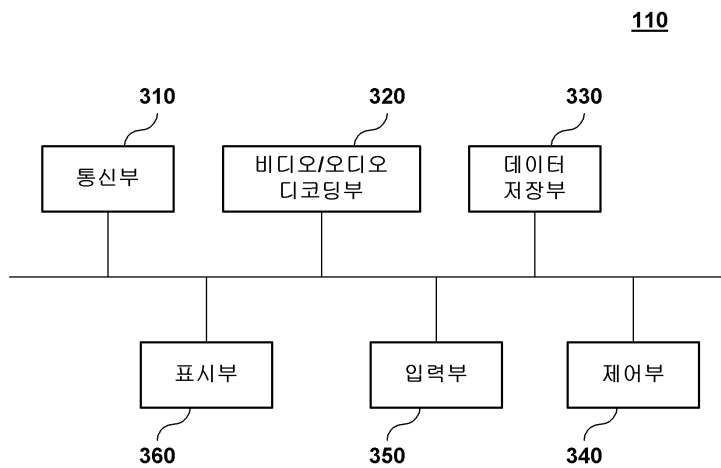 110
310
320
330
통신부
비디오/오디오
디코딩부
데이터
저장부
표시부
입력부
제어부
360
350
340